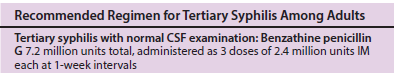 Recommended Regimen for Tertiary Syphilis Among Adults
Tertiary syphilis with normal CSF examination: Benzathine penicillin
G 7.2 million units total, administered as 3 doses of 2.4 million units IM
each at 1-week intervals